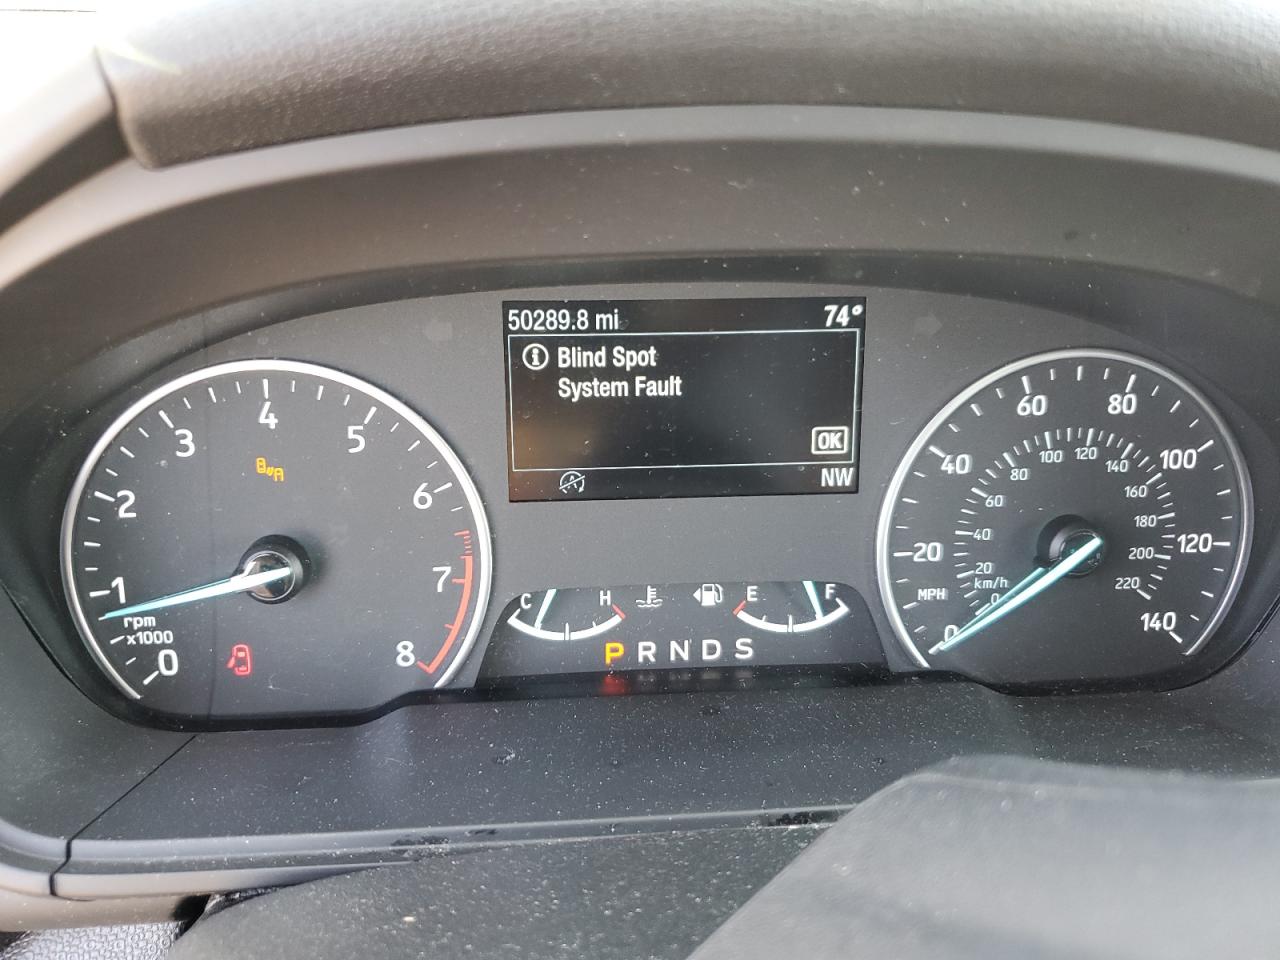 50289.8 mi 74°
Blind Spot
System Fault
OK
NW
0 1 2 3 4 5 6 7 8
rpm
x1000
C H E F
P R N D S
0 20 40 60 80 100 120 140
MPH
0 20 40 60 80 100 120 140 160 180 200 220
km/h